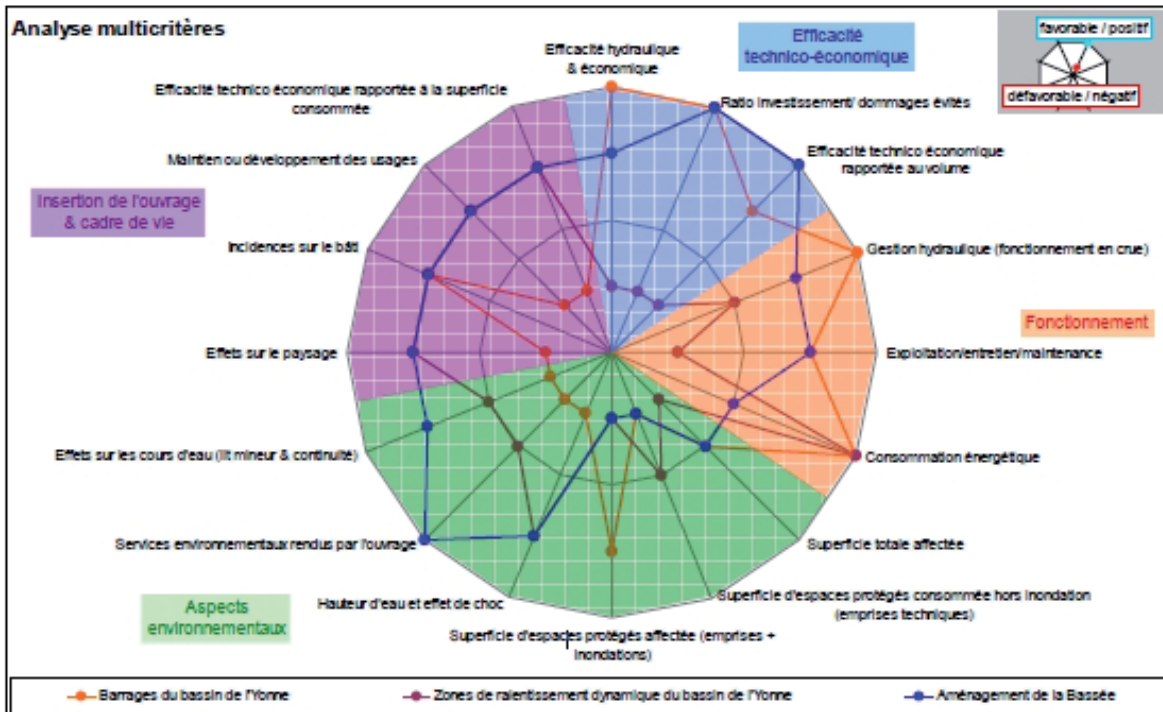 Analyse multicritères
Efficacité
technico-économique
favorable / positif
défavorable / négatif
Efficacité hydraulique
& économique
Efficacité technico économique rapportée à la superficie
consommée
Ratio investissement/ dommages évités
Maintien ou développement des usages
Efficacité technico économique
rapportée au volume
Insertion de l'ouvrage
& cadre de vie
Incidences sur le bâti
Gestion hydraulique (fonctionnement en crue)
Fonctionnement
Effets sur le paysage
Exploitation/entretien/maintenance
Effets sur les cours d'eau (lit mineur & continuité)
Consommation énergétique
Services environnementaux rendus par l'ouvrage
Superficie totale affectée
Aspects
environnementaux
Hauteur d'eau et effet de choc
Superficie d'espaces protégés consommée hors inondation
(emprises techniques)
Superficie d'espaces protégés affectée (emprises +
inondations)
Barrages du bassin de l'Yonne
Zones de ralentissement dynamique du bassin de l'Yonne
Aménagement de la Bassée